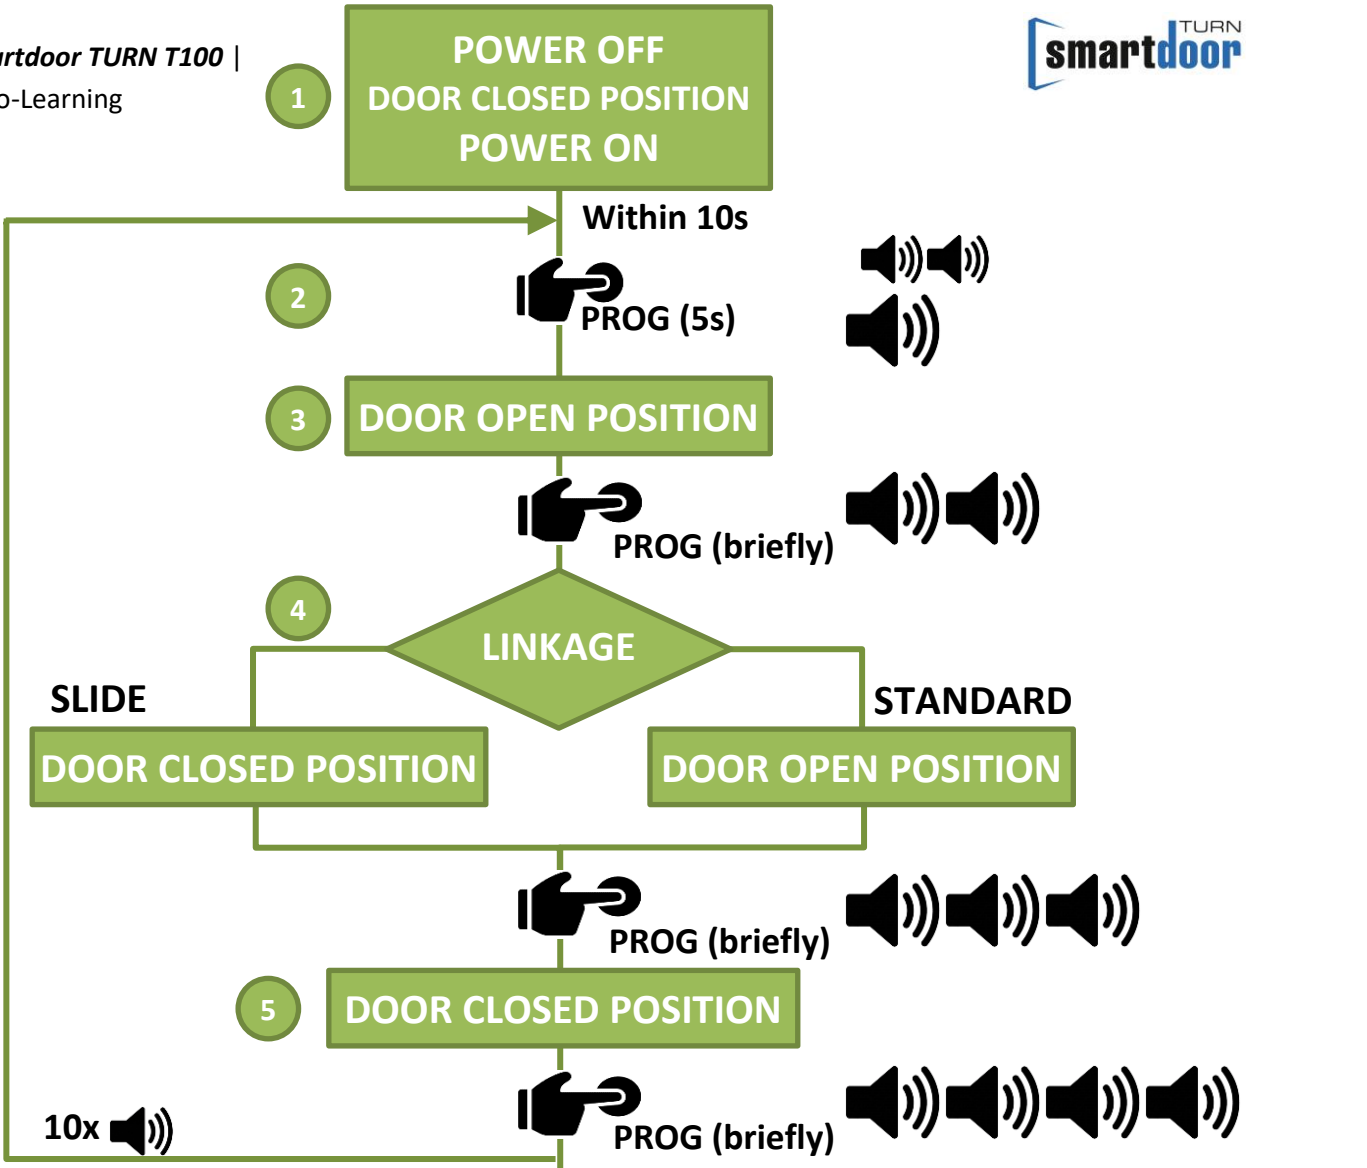 TURN
smartdoor
TURN T100 |
POWER OFF
DOOR CLOSED POSITION
POWER ON
1
Within 10s
2
PROG (5s)
3
DOOR OPEN POSITION
PROG (briefly)
4
LINKAGE
SLIDE
STANDARD
DOOR CLOSED POSITION
DOOR OPEN POSITION
PROG (briefly)
5
DOOR CLOSED POSITION
10x
PROG (briefly)